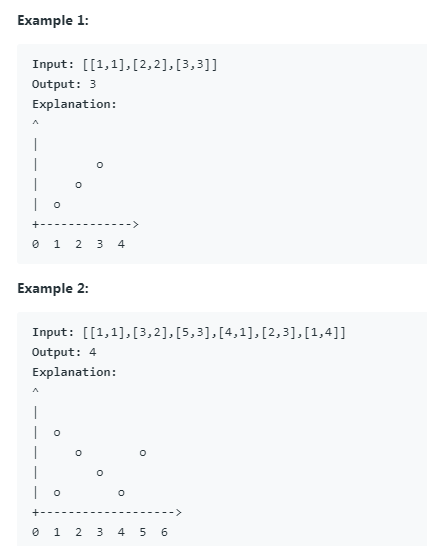 Example 1:
Input: [[1,1],[2,2],[3,3]]
Output: 3
Explanation:
^
|
|        o
|     o
|  o
+------------->
0  1  2  3  4
Example 2:
Input: [[1,1],[3,2],[5,3],[4,1],[2,3],[1,4]]
Output: 4
Explanation:
^
|
|  o
|     o        o
|        o
|  o        o
+------------------->
0  1  2  3  4  5  6